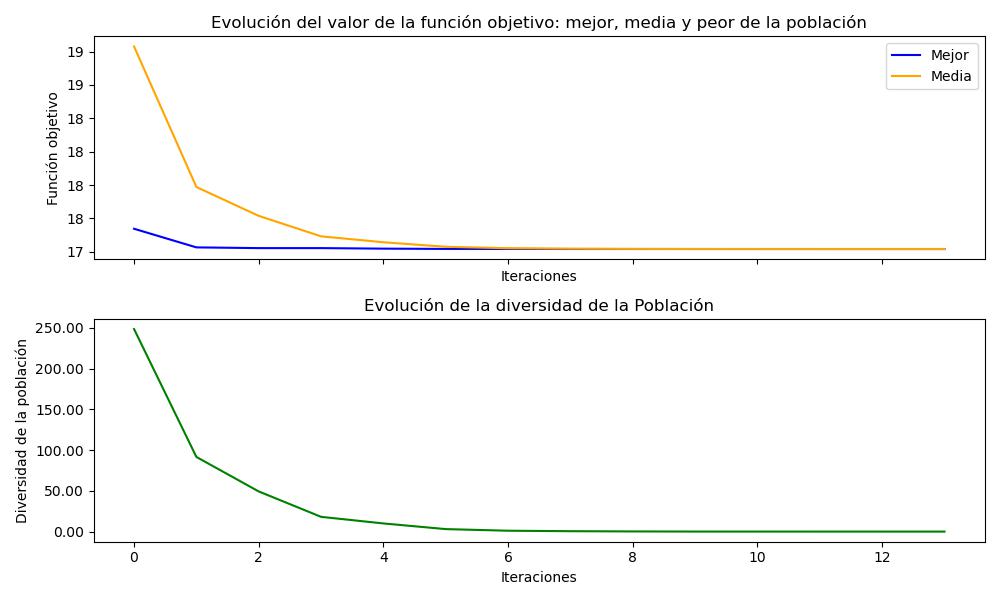 Evolución del valor de la función objetivo: mejor, media y peor de la población
Función objetivo
19
19
18
18
18
18
17
Mejor
Media
Iteraciones
Evolución de la diversidad de la Población
Diversidad de la población
250.00
200.00
150.00
100.00
50.00
0.00
0 2 4 6 8 10 12
Iteraciones